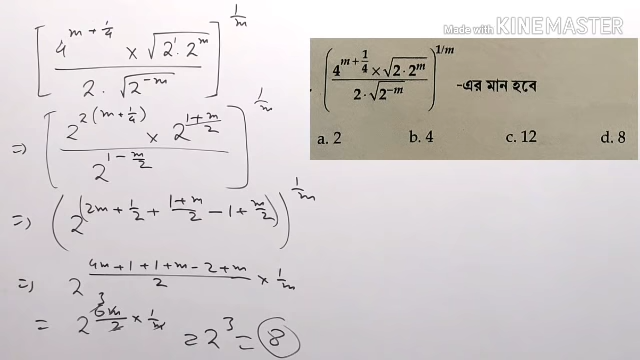 Made with KINEMASTER
[ (4^{m + 1/4} × √(2^1 · 2^m)) / (2 · √(2^{-m})) ]^{1/m}
⇒ [ (2^{2(m + 1/4)} × 2^{(1+m)/2}) / 2^{1 - m/2} ]^{1/m}
⇒ (2^{(2m + 1/2 + (1+m)/2 - 1 + m/2)})^{1/m}
⇒ 2^{(4m + 1 + 1 + m - 2 + m)/2 × 1/m}
= 2^{6m/2 × 1/m} = 2^3 = 8
3
( (4^{m + 1/4} × √(2 · 2^m)) / (2 · √(2^{-m})) )^{1/m} -এর মান হবে
a. 2 b. 4 c. 12 d. 8